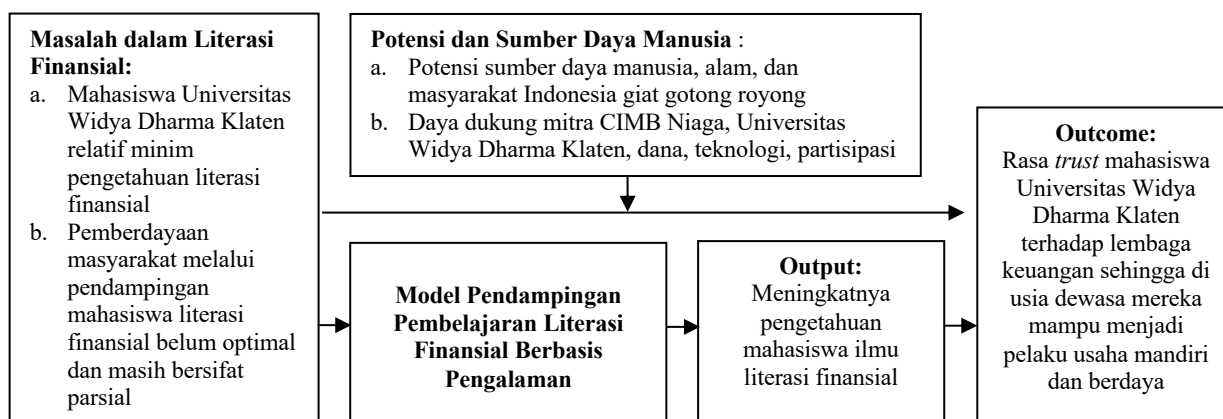 Masalah dalam Literasi
Finansial:
a. Mahasiswa Universitas
Widya Dharma Klaten
relatif minim
pengetahuan literasi
finansial
b. Pemberdayaan
masyarakat melalui
pendampingan
mahasiswa literasi
finansial belum optimal
dan masih bersifat
parsial
Potensi dan Sumber Daya Manusia :
a. Potensi sumber daya manusia, alam, dan
masyarakat Indonesia giat gotong royong
b. Daya dukung mitra CIMB Niaga, Universitas
Widya Dharma Klaten, dana, teknologi, partisipasi
Model Pendampingan
Pembelajaran Literasi
Finansial Berbasis
Pengalaman
Output:
Meningkatnya
pengetahuan
mahasiswa ilmu
literasi finansial
Outcome:
Rasa trust mahasiswa
Universitas Widya
Dharma Klaten
terhadap lembaga
keuangan sehingga di
usia dewasa mereka
mampu menjadi
pelaku usaha mandiri
dan berdaya